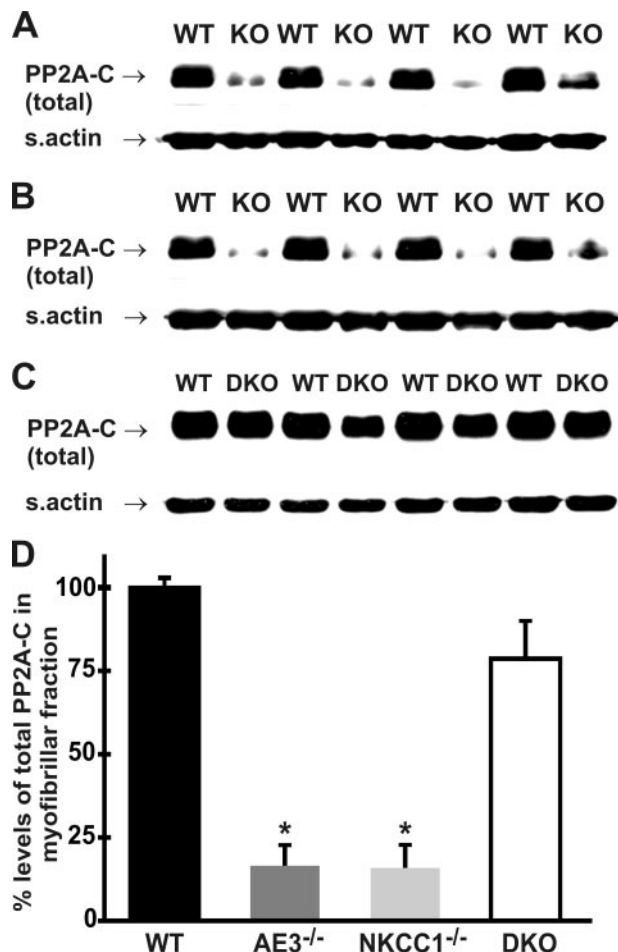 A
WT KO WT KO WT KO WT KO
PP2A-C →
(total)
s.actin →
B
WT KO WT KO WT KO WT KO
PP2A-C →
(total)
s.actin →
C
WT DKO WT DKO WT DKO WT DKO
PP2A-C →
(total)
s.actin →
D
% levels of total PP2A-C in
myofibrillar fraction
100
75
50
25
0
* *
WT AE3-/- NKCC1-/- DKO